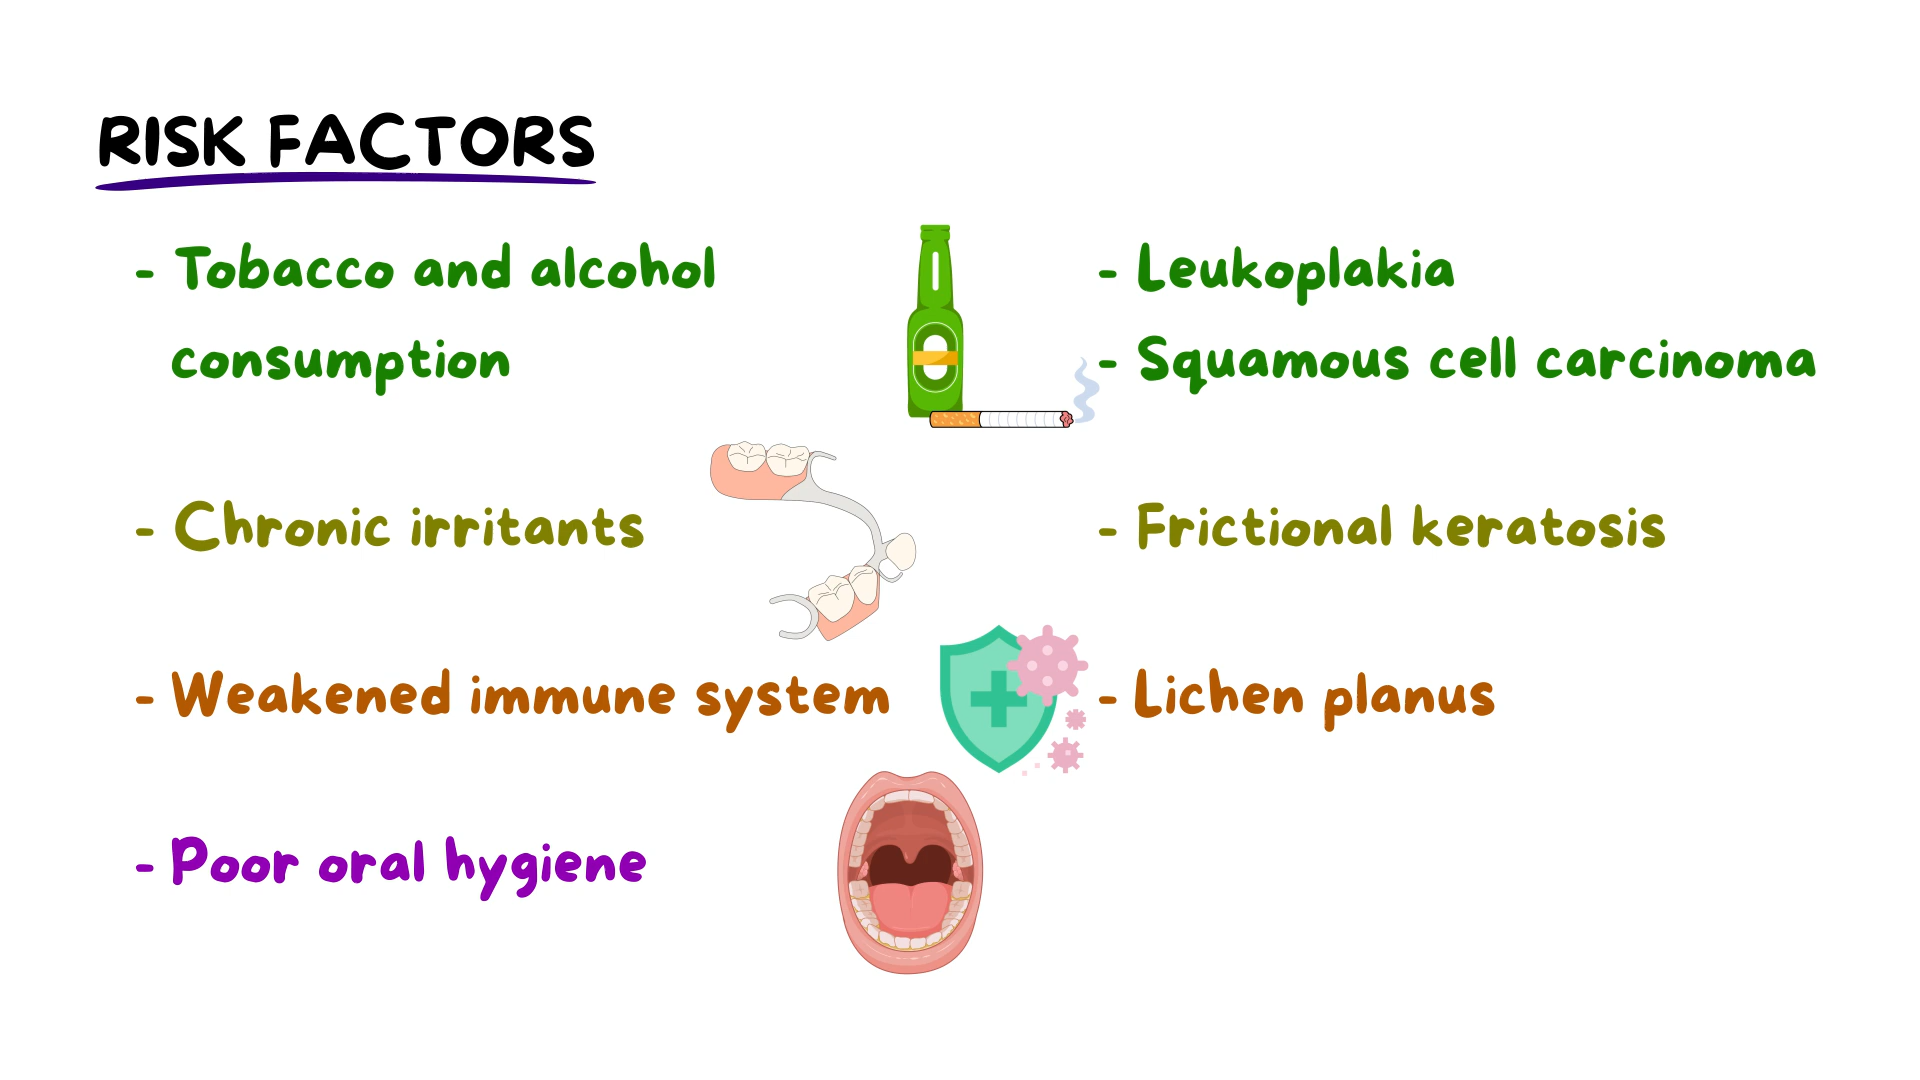 RISK FACTORS
- Tobacco and alcohol
consumption
- Leukoplakia
- Squamous cell carcinoma
- Chronic irritants
- Frictional keratosis
- Weakened immune system
- Lichen planus
- Poor oral hygiene